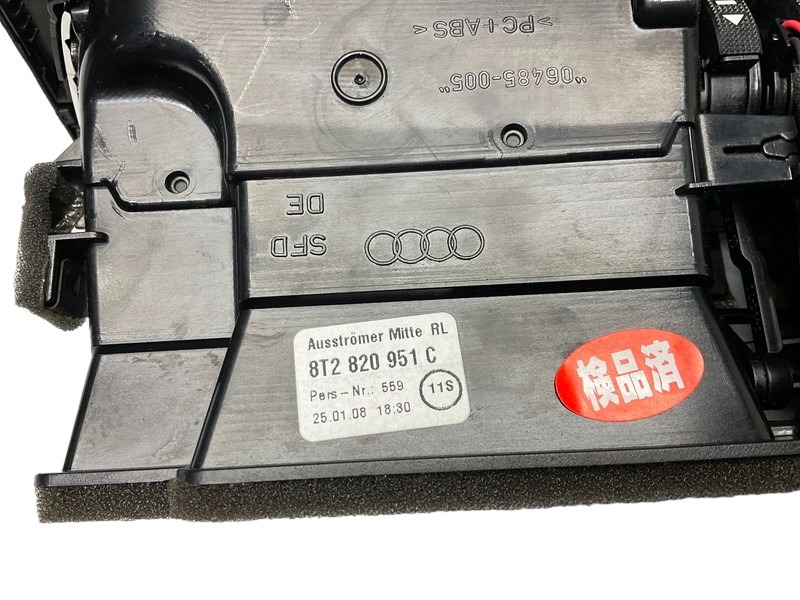 >PC+ABS<
"06485-005"
DE
SFD
Ausströmer Mitte RL
8T2 820 951 C
Pers-Nr.: 559
11S
25.01.08 18:30
検品済